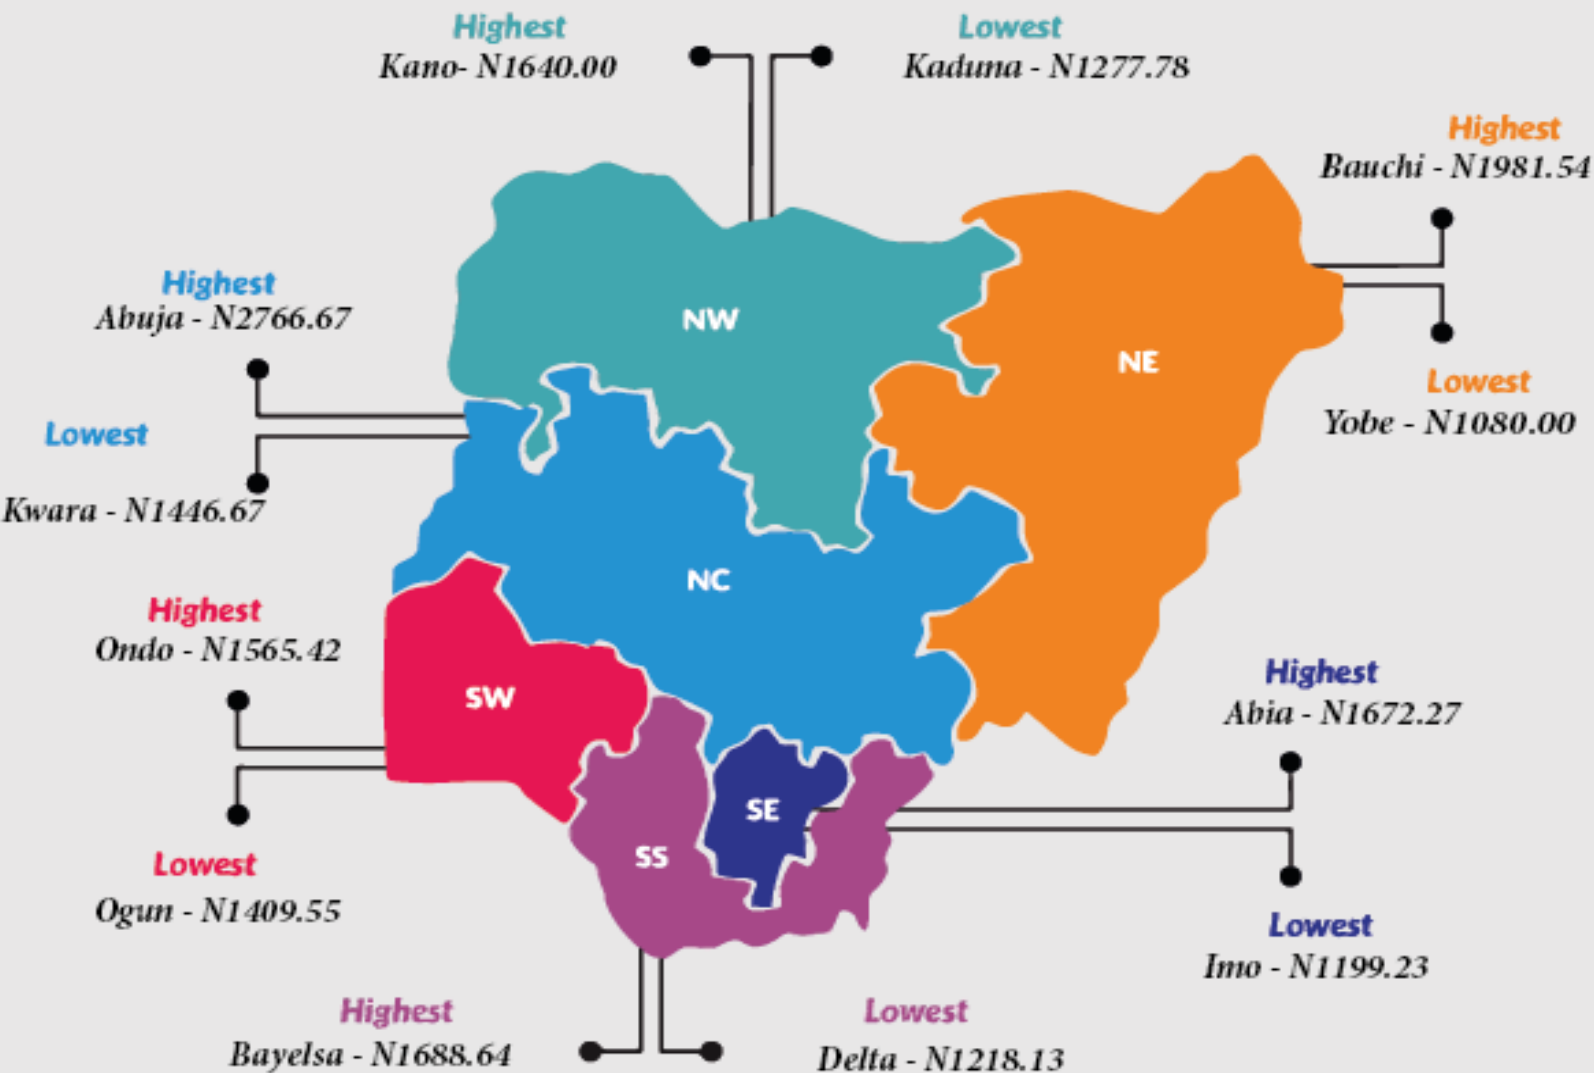 Highest
Kano- N1640.00
Lowest
Kaduna - N1277.78
Highest
Bauchi - N1981.54
Highest
Abuja - N2766.67
NW
NE
Lowest
Yobe - N1080.00
Lowest
Kwara - N1446.67
NC
Highest
Ondo - N1565.42
SW
Highest
Abia - N1672.27
SE
SS
Lowest
Ogun - N1409.55
Lowest
Imo - N1199.23
Highest
Bayelsa - N1688.64
Lowest
Delta - N1218.13